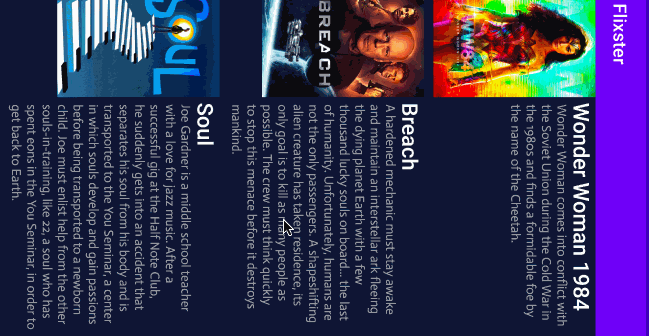 Flixster
WW84
Wonder Woman 1984
Wonder Woman comes into conflict with
the Soviet Union during the Cold War in
the 1980s and finds a formidable foe by
the name of the Cheetah.
BREACH
Breach
A hardened mechanic must stay awake
and maintain an interstellar ark fleeing
the dying planet Earth with a few
thousand lucky souls on board... the last
of humanity. Unfortunately, humans are
not the only passengers. A shapeshifting
alien creature has taken residence, its
only goal is to kill as many people as
possible. The crew must think quickly
to stop this menace before it destroys
mankind.
SOUL
Soul
Joe Gardner is a middle school teacher
with a love for jazz music. After a
successful gig at the Half Note Club,
he suddenly gets into an accident that
separates his soul from his body and is
transported to the You Seminar, a center
in which souls develop and gain passions
before being transported to a newborn
child. Joe must enlist help from the other
souls-in-training, like 22, a soul who has
spent eons in the You Seminar, in order to
get back to Earth.